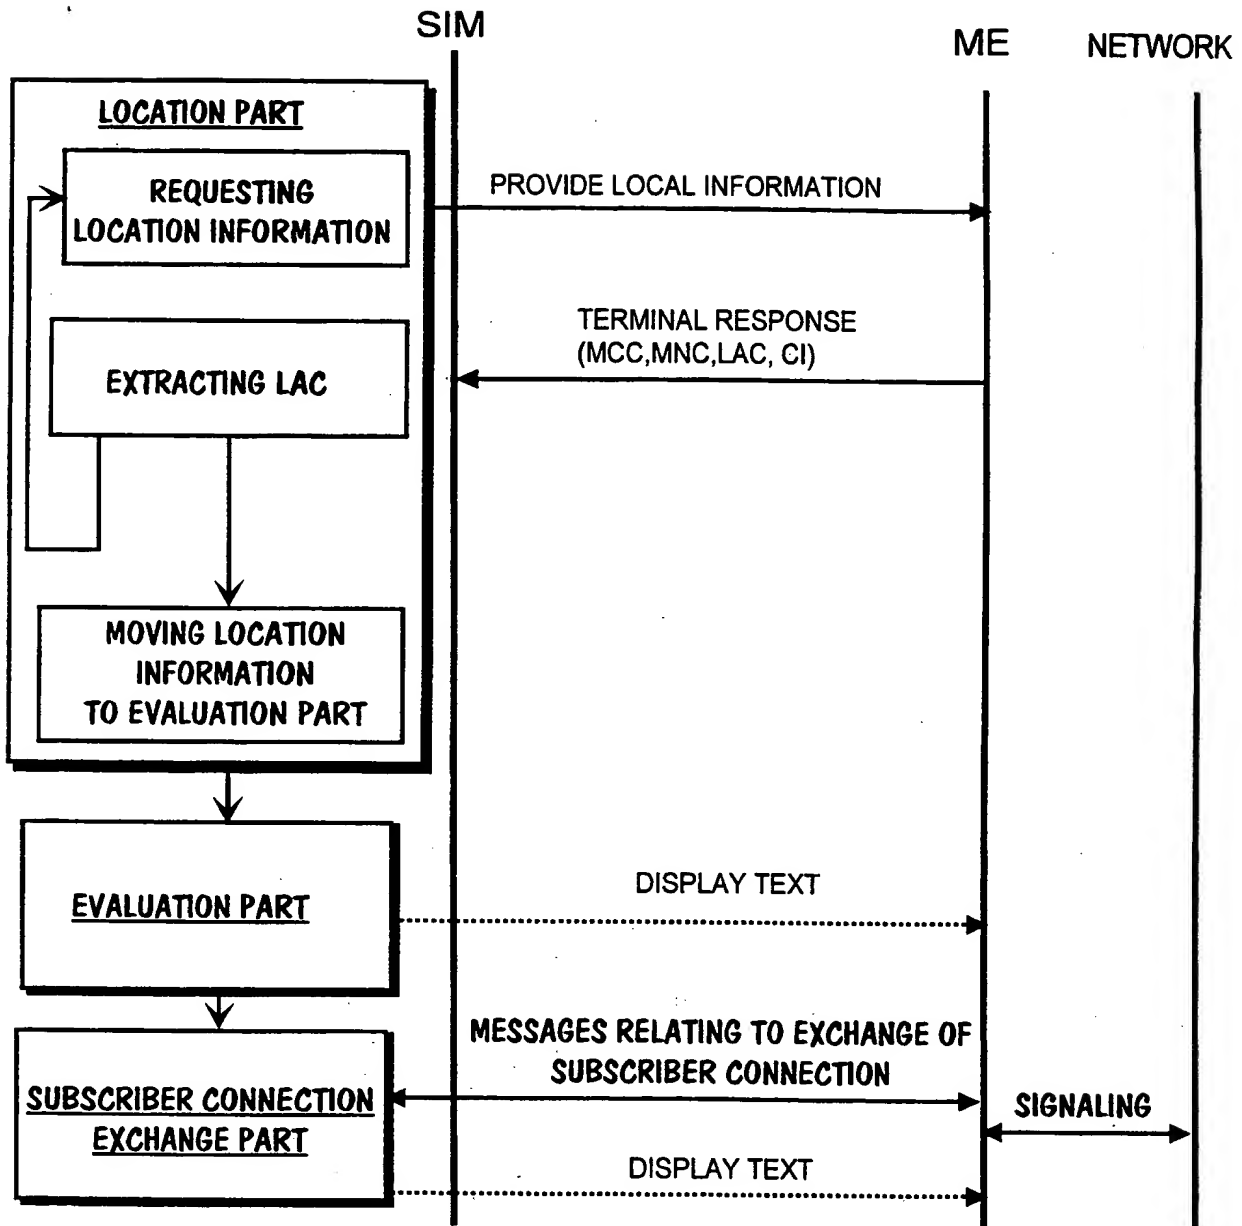 SIM
ME
NETWORK
LOCATION PART
REQUESTING
LOCATION INFORMATION
PROVIDE LOCAL INFORMATION
TERMINAL RESPONSE
(MCC,MNC,LAC, CI)
EXTRACTING LAC
MOVING LOCATION
INFORMATION
TO EVALUATION PART
EVALUATION PART
DISPLAY TEXT
MESSAGES RELATING TO EXCHANGE OF
SUBSCRIBER CONNECTION
SUBSCRIBER CONNECTION
EXCHANGE PART
SIGNALING
DISPLAY TEXT